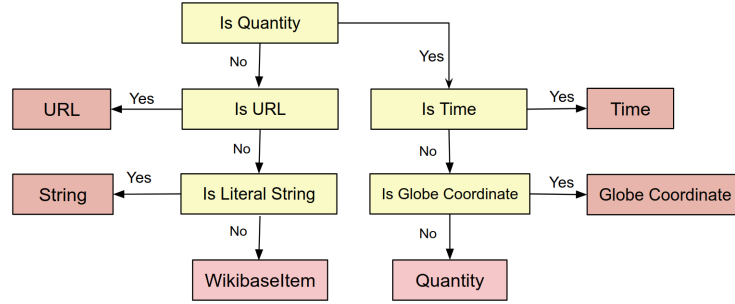 Is Quantity
No
Yes
URL
Yes
Is URL
Is Time
Yes
Time
No
No
String
Yes
Is Literal String
Is Globe Coordinate
Yes
Globe Coordinate
No
No
WikibaseItem
Quantity